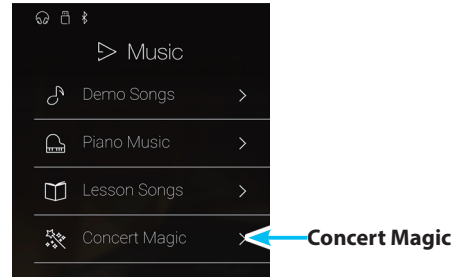 Music
Demo Songs
Piano Music
Lesson Songs
Concert Magic
Concert Magic